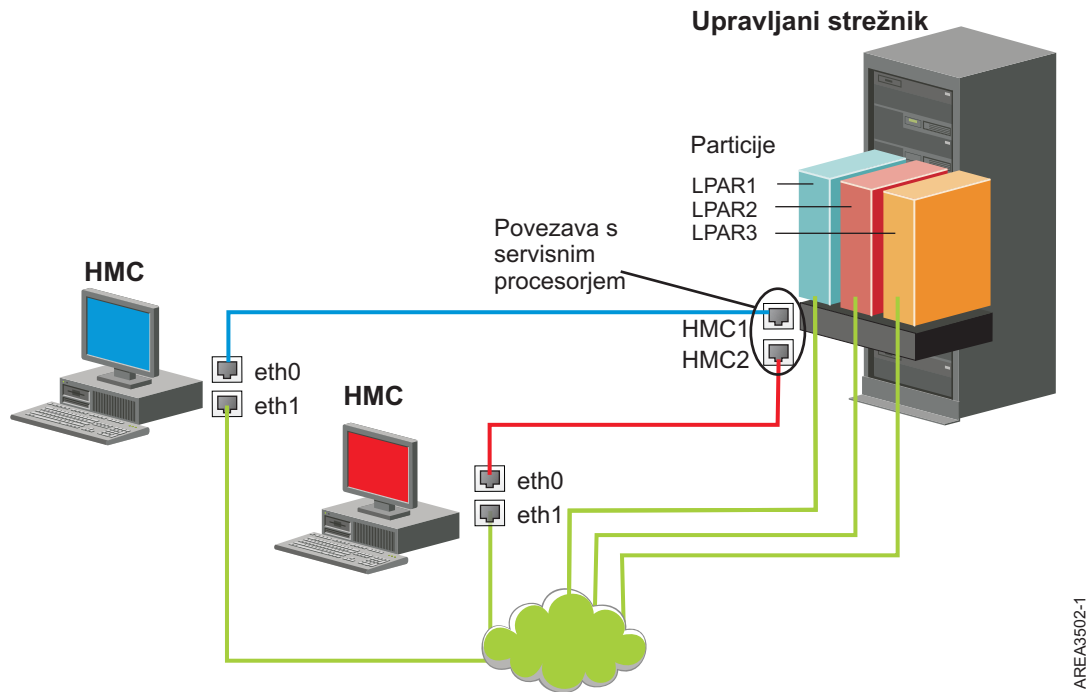 Upravljani strežnik
Particije
LPAR1
LPAR2
LPAR3
Povezava s
servisnim
procesorjem
HMC
HMC1
HMC2
eth0
eth1
HMC
eth0
eth1
AREA3502-1